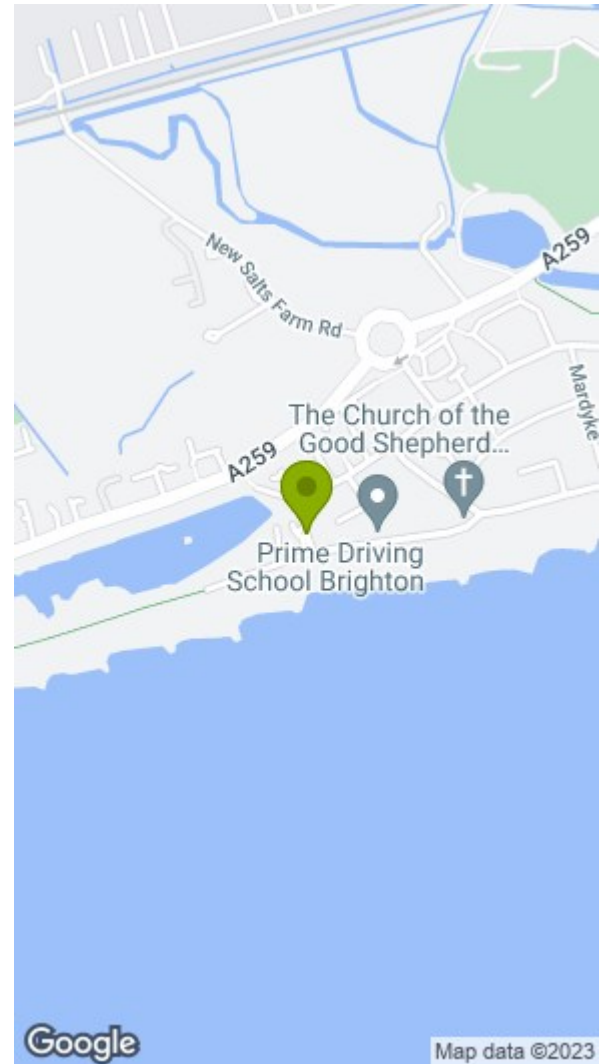 A259
New Salts Farm Rd
Mardyke
The Church of the
Good Shepherd...
A259
Prime Driving
School Brighton
Google
Map data ©2023